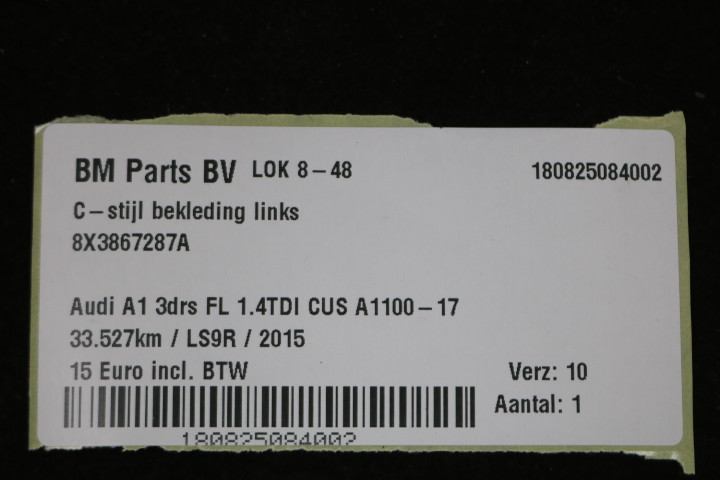 BM Parts BV LOK 8-48 180825084002
C-stijl bekleding links
8X3867287A
Audi A1 3drs FL 1.4TDI CUS A1100-17
33.527km / LS9R / 2015
15 Euro incl. BTW Verz: 10
Aantal: 1
180825084002